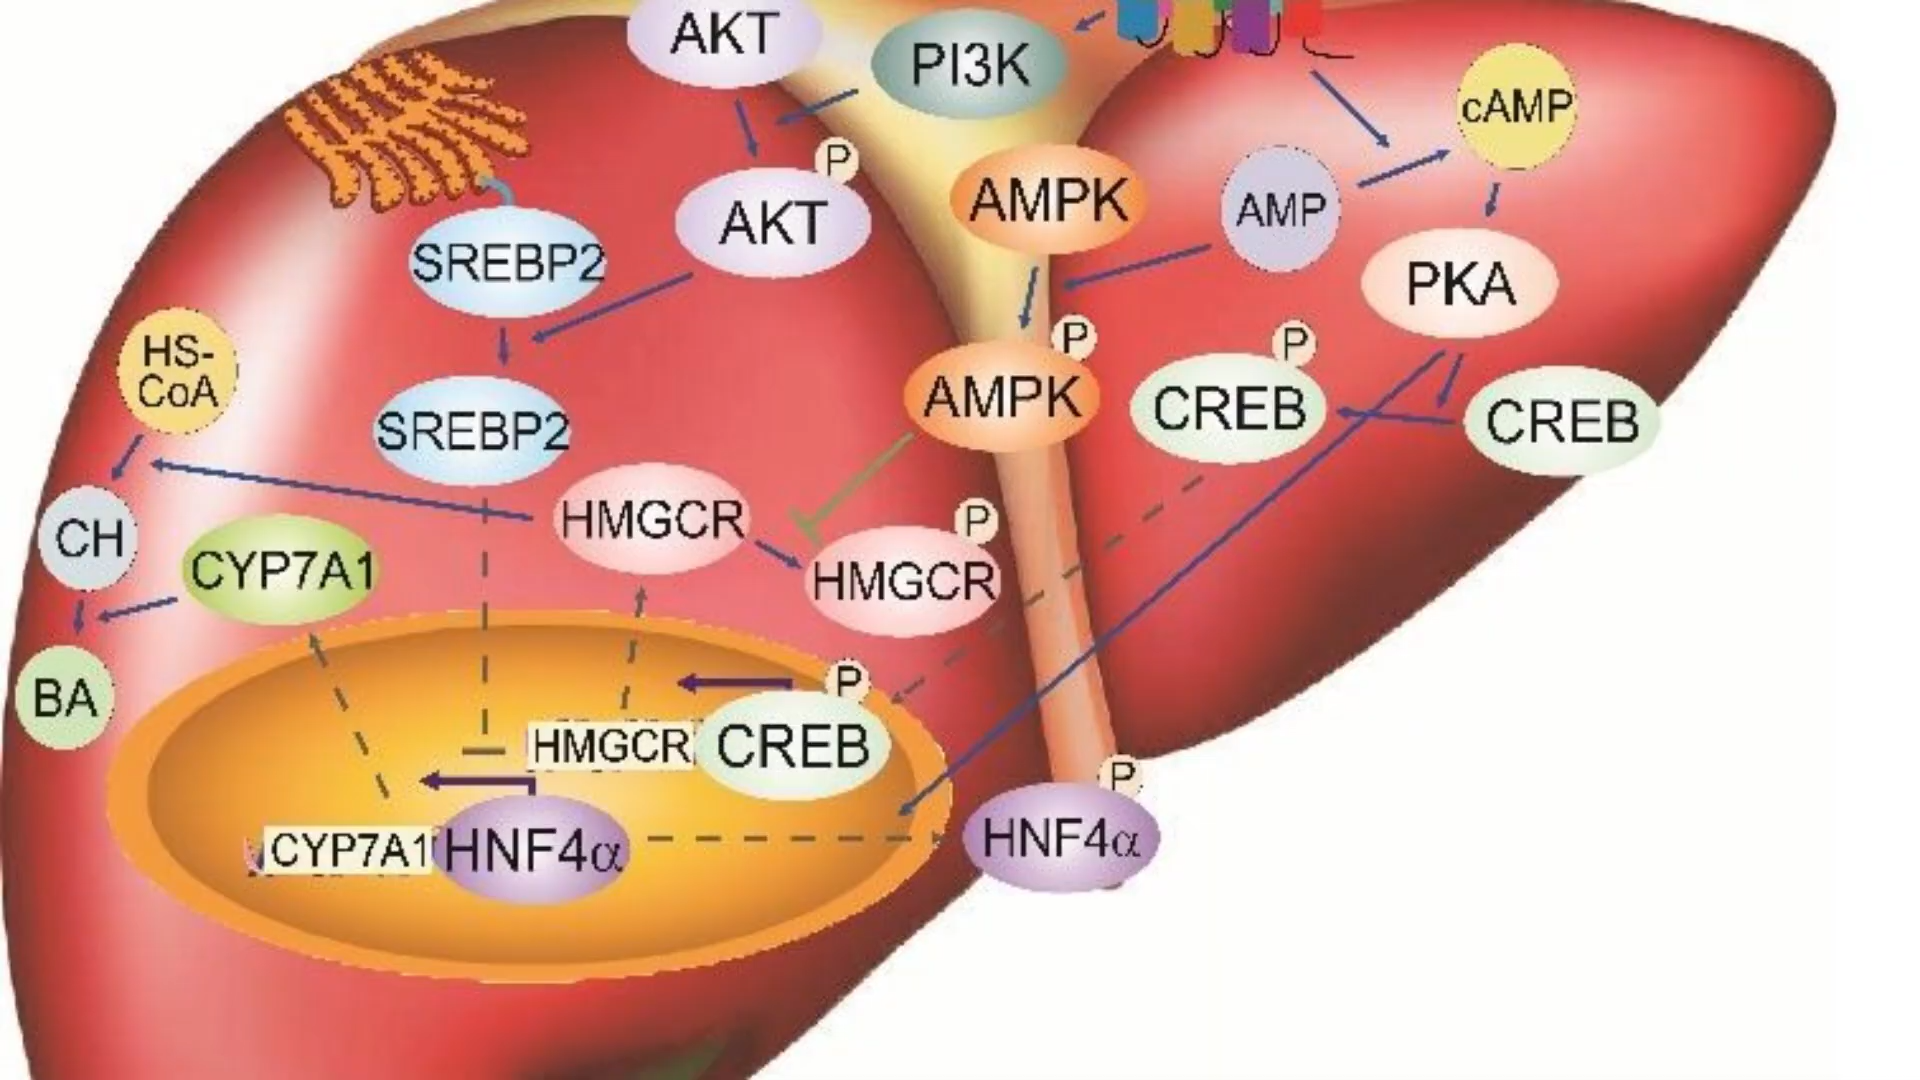 AKT
PI3K
cAMP
P
AMPK
AMP
AKT
SREBP2
PKA
HS-
CoA
P
P
AMPK
CREB
CREB
SREBP2
CH
HMGCR
P
CYP7A1
HMGCR
BA
P
HMGCR
CREB
P
CYP7A1
HNF4α
HNF4α